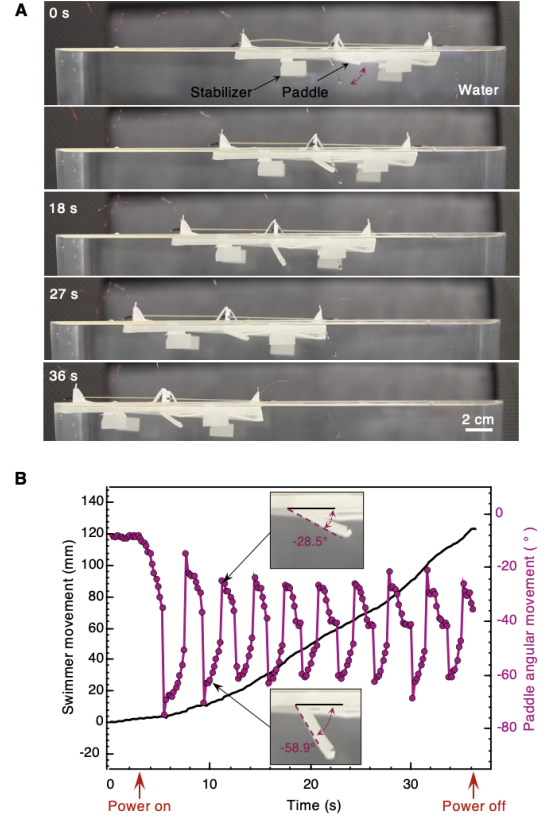 A
0 s
Stabilizer
Paddle
Water
9 s
18 s
27 s
36 s
2 cm
B
Swimmer movement (mm)
140
120
100
80
60
40
20
0
-20
-28.5°
-58.9°
0
-20
-40
-60
-80
Paddle angular movement (°)
0
10
20
30
Power on
Time (s)
Power off